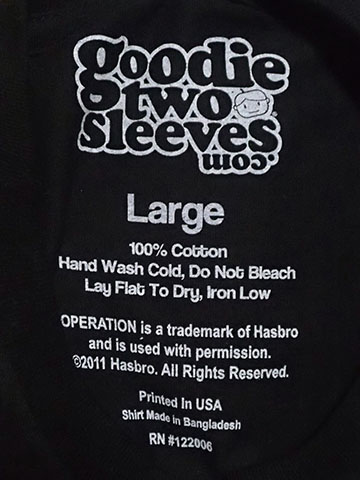 goodie
two
sleeves
.com
Large
100% Cotton
Hand Wash Cold, Do Not Bleach
Lay Flat To Dry, Iron Low
OPERATION is a trademark of Hasbro
and is used with permission.
©2011 Hasbro. All Rights Reserved.
Printed In USA
Shirt Made in Bangladesh
RN #122006